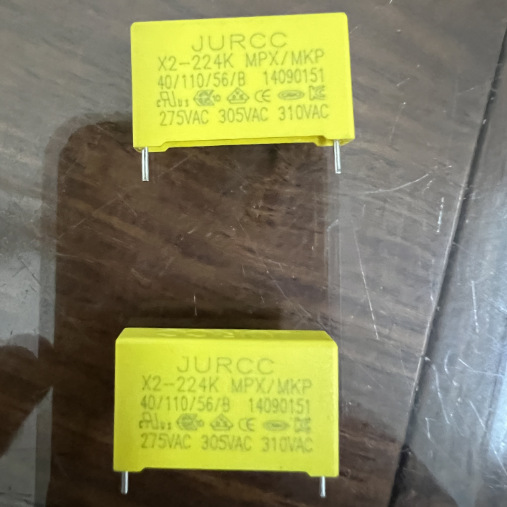 JURCC
X2-224K MPX/MKP
40/110/56/B 14090151
275VAC 305VAC 310VAC
JURCC
X2-224K MPX/MKP
40/110/56/B 14090151
275VAC 305VAC 310VAC